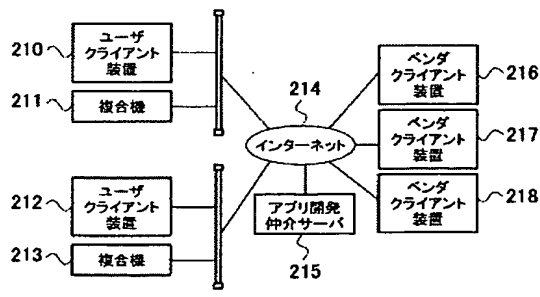 210
ユーザ
クライアント
装置
211
複合機
212
ユーザ
クライアント
装置
213
複合機
214
インターネット
アプリ開発
仲介サーバ
215
ベンダ
クライアント
装置
216
ベンダ
クライアント
装置
217
ベンダ
クライアント
装置
218